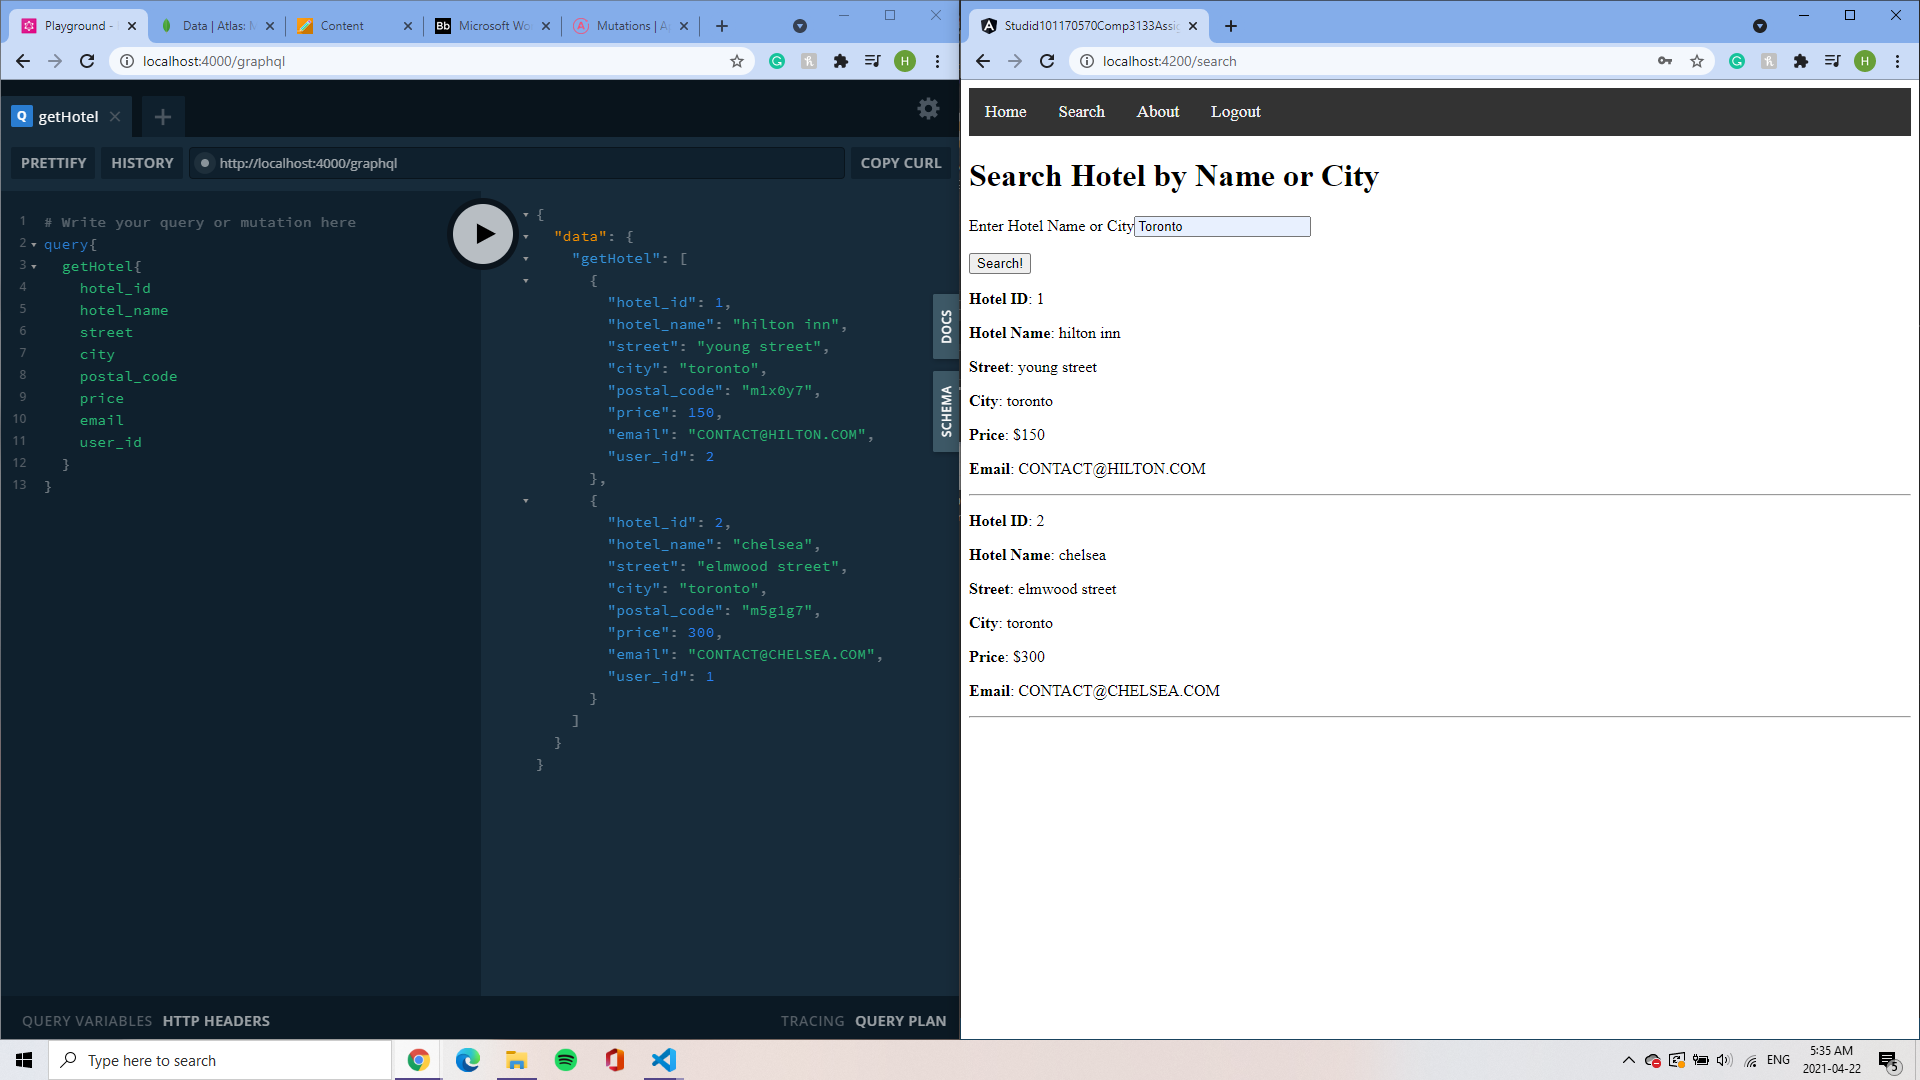 Playground -
Data | Atlas: M
Content
Bb Microsoft Wo
Mutations | A
localhost:4000/graphql
H
Q getHotel
PRETTIFY
HISTORY
http://localhost:4000/graphql
COPY CURL
1 # Write your query or mutation here
2 query{
3 getHotel{
4 hotel_id
5 hotel_name
6 street
7 city
8 postal_code
9 price
10 email
11 user_id
12 }
13 }
{
"data": {
"getHotel": [
{
"hotel_id": 1,
"hotel_name": "hilton inn",
"street": "young street",
"city": "toronto",
"postal_code": "m1x0y7",
"price": 150,
"email": "CONTACT@HILTON.COM",
"user_id": 2
},
{
"hotel_id": 2,
"hotel_name": "chelsea",
"street": "elmwood street",
"city": "toronto",
"postal_code": "m5g1g7",
"price": 300,
"email": "CONTACT@CHELSEA.COM",
"user_id": 1
}
]
}
}
DOCS
SCHEMA
QUERY VARIABLES
HTTP HEADERS
TRACING
QUERY PLAN
Studid101170570Comp3133Assig
localhost:4200/search
H
Home
Search
About
Logout
Search Hotel by Name or City
Enter Hotel Name or City Toronto
Search!
Hotel ID: 1
Hotel Name: hilton inn
Street: young street
City: toronto
Price: $150
Email: CONTACT@HILTON.COM
Hotel ID: 2
Hotel Name: chelsea
Street: elmwood street
City: toronto
Price: $300
Email: CONTACT@CHELSEA.COM
Type here to search
ENG
5:35 AM
2021-04-22
5